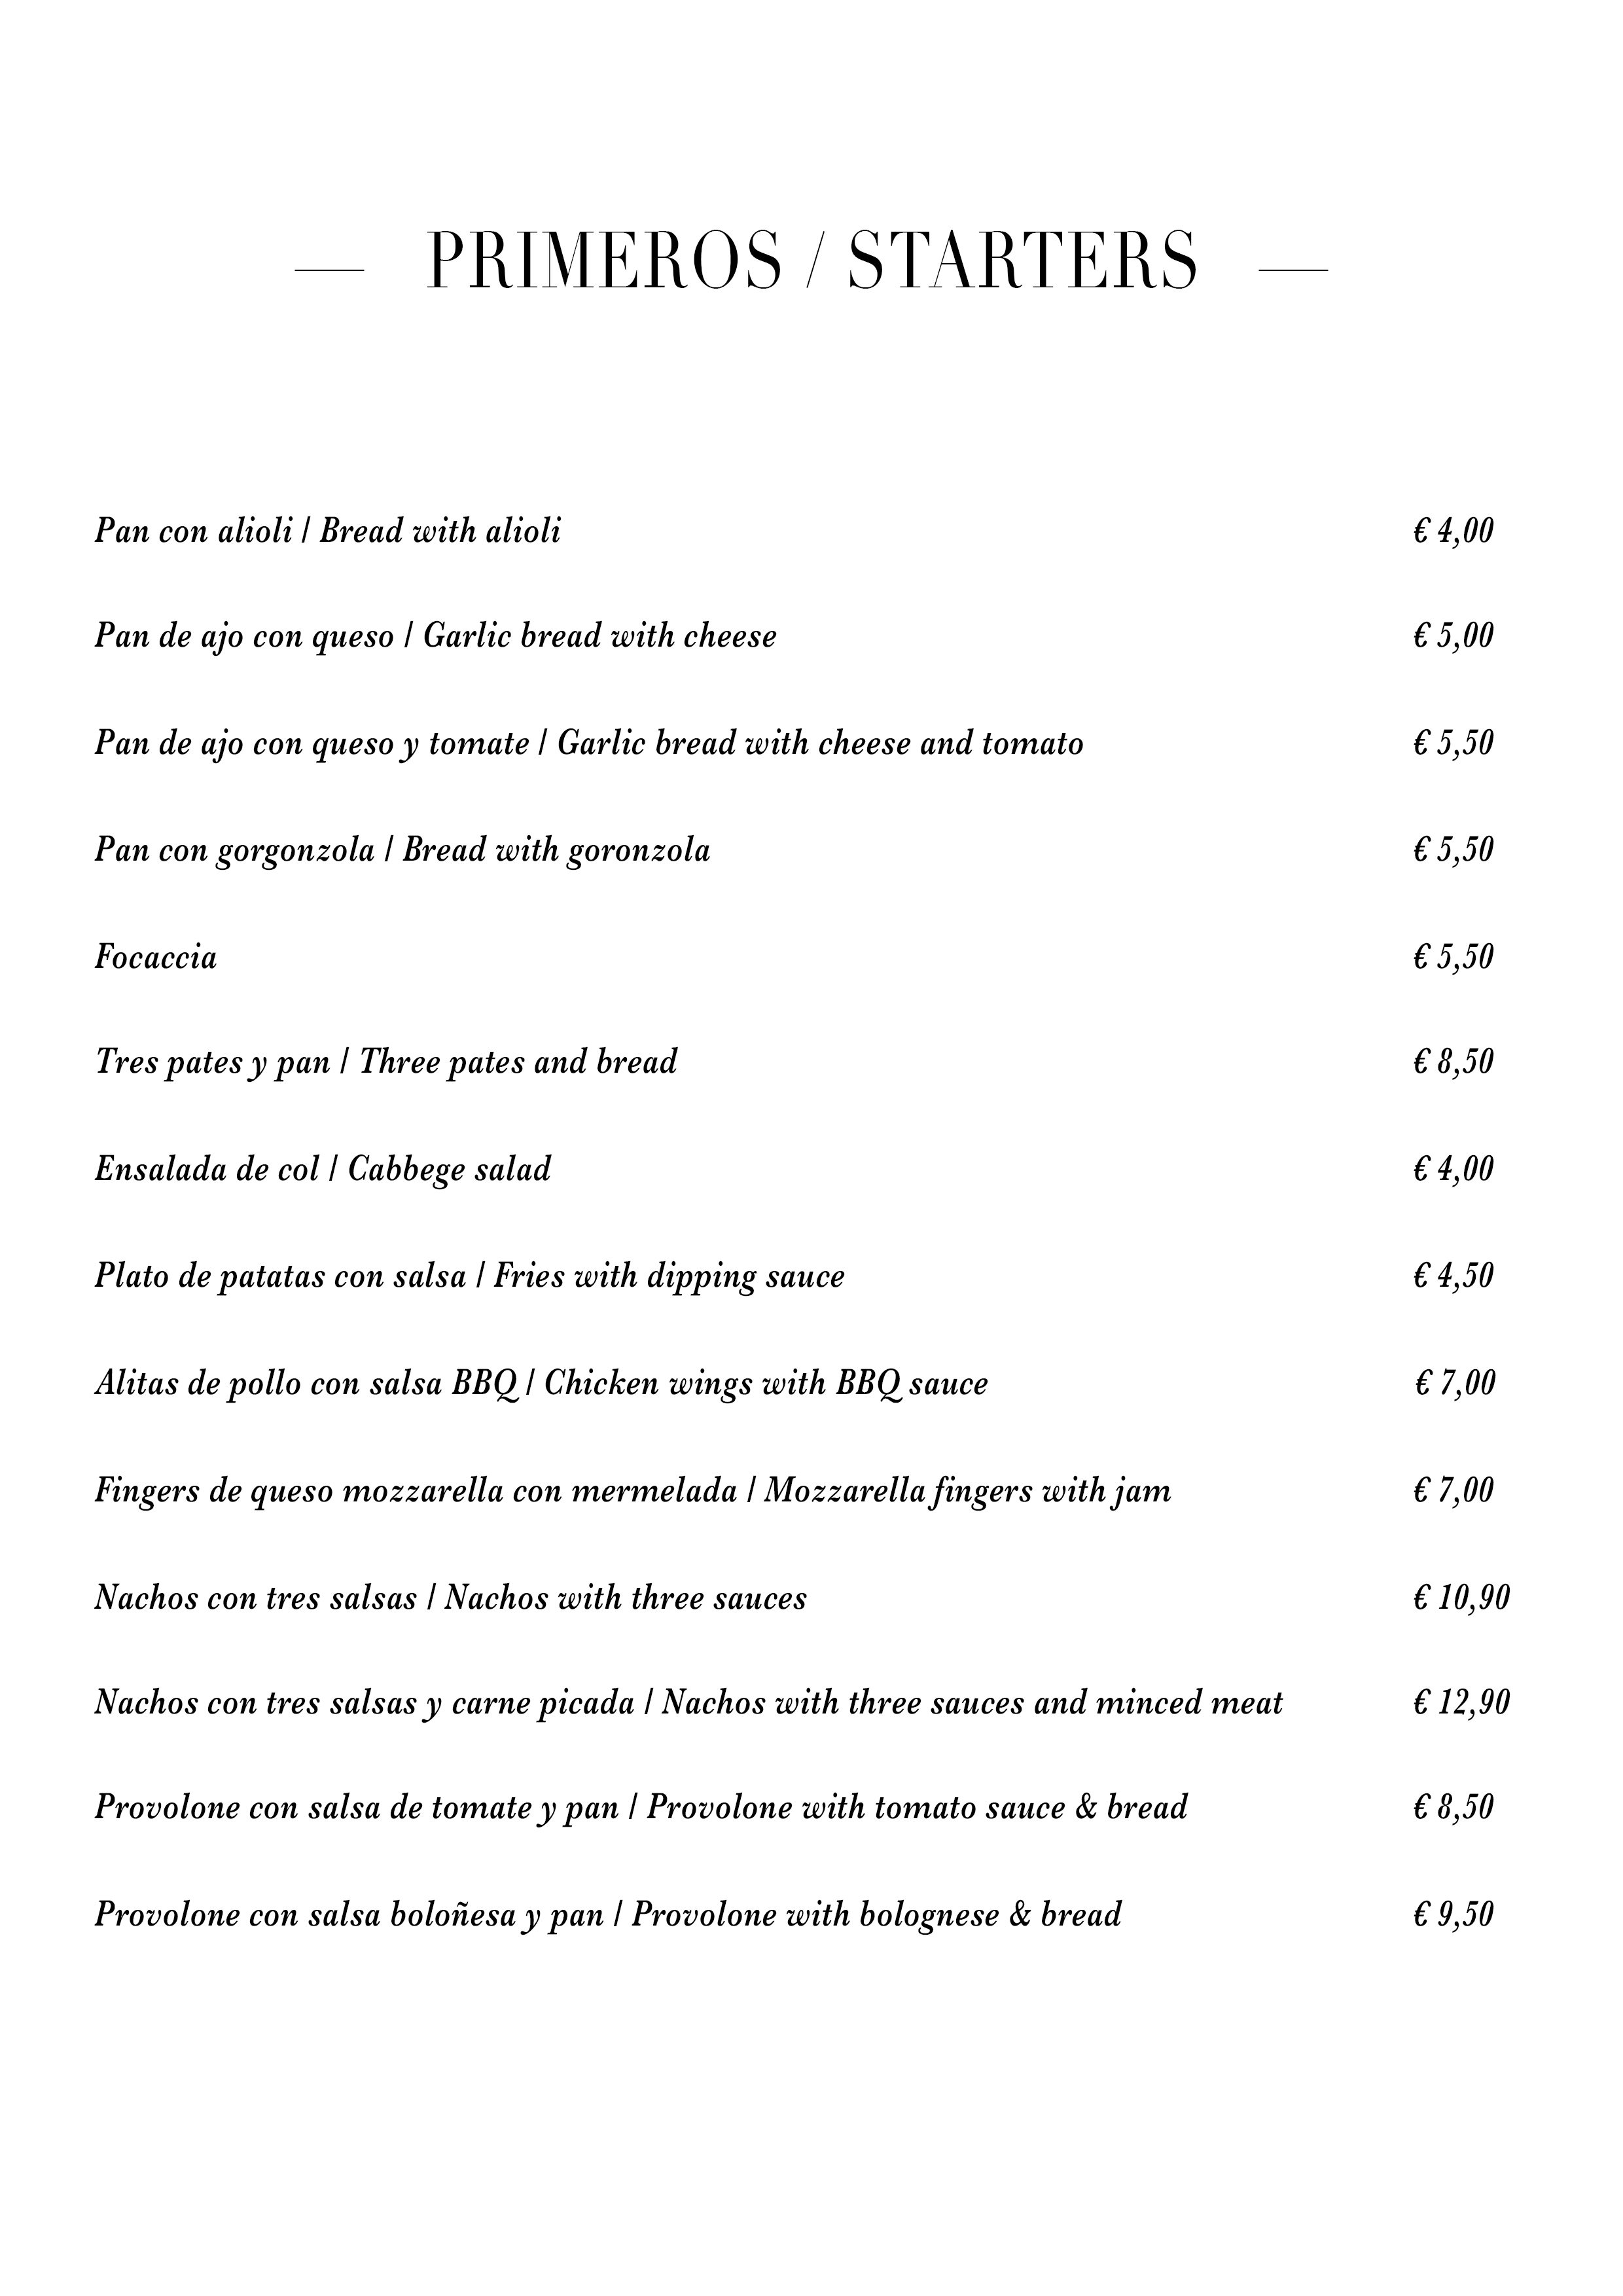 PRIMEROS / STARTERS
Pan con alioli / Bread with alioli € 4,00
Pan de ajo con queso / Garlic bread with cheese € 5,00
Pan de ajo con queso y tomate / Garlic bread with cheese and tomato € 5,50
Pan con gorgonzola / Bread with goronzola € 5,50
Focaccia € 5,50
Tres pates y pan / Three pates and bread € 8,50
Ensalada de col / Cabbege salad € 4,00
Plato de patatas con salsa / Fries with dipping sauce € 4,50
Alitas de pollo con salsa BBQ / Chicken wings with BBQ sauce € 7,00
Fingers de queso mozzarella con mermelada / Mozzarella fingers with jam € 7,00
Nachos con tres salsas / Nachos with three sauces € 10,90
Nachos con tres salsas y carne picada / Nachos with three sauces and minced meat € 12,90
Provolone con salsa de tomate y pan / Provolone with tomato sauce & bread € 8,50
Provolone con salsa boloñesa y pan / Provolone with bolognese & bread € 9,50